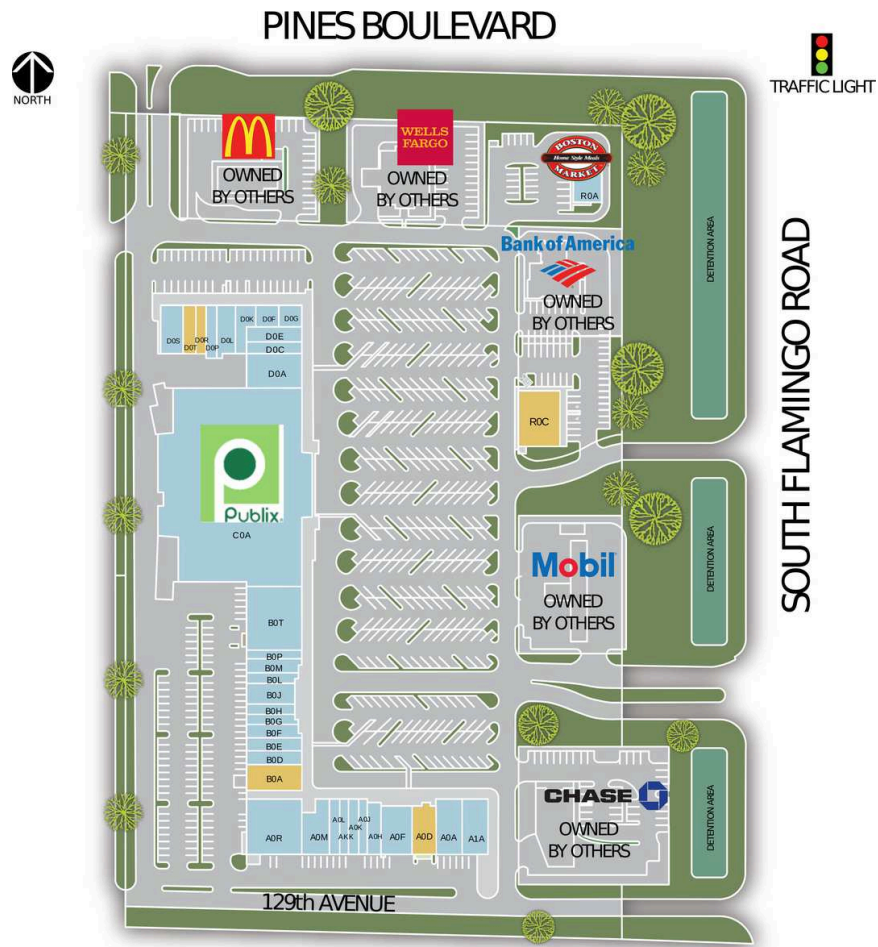 PINES BOULEVARD
NORTH
TRAFFIC LIGHT
WELLS
FARGO
OWNED
BY OTHERS
OWNED
BY OTHERS
BOSTON
Home Style Meals
MARKET
R0A
Bank of America
OWNED
BY OTHERS
DETENTION AREA
SOUTH FLAMINGO ROAD
D0S
D0T
D0R
D0P
D0L
D0K
D0F
D0G
D0E
D0C
D0A
R0C
Publix.
C0A
Mobil
OWNED
BY OTHERS
DETENTION AREA
B0T
B0P
B0M
B0L
B0J
B0H
B0G
B0F
B0E
B0D
B0A
CHASE
OWNED
BY OTHERS
DETENTION AREA
A0R
A0M
A0L
AKK
A0K
A0J
A0H
A0F
A0D
A0A
A1A
129th AVENUE